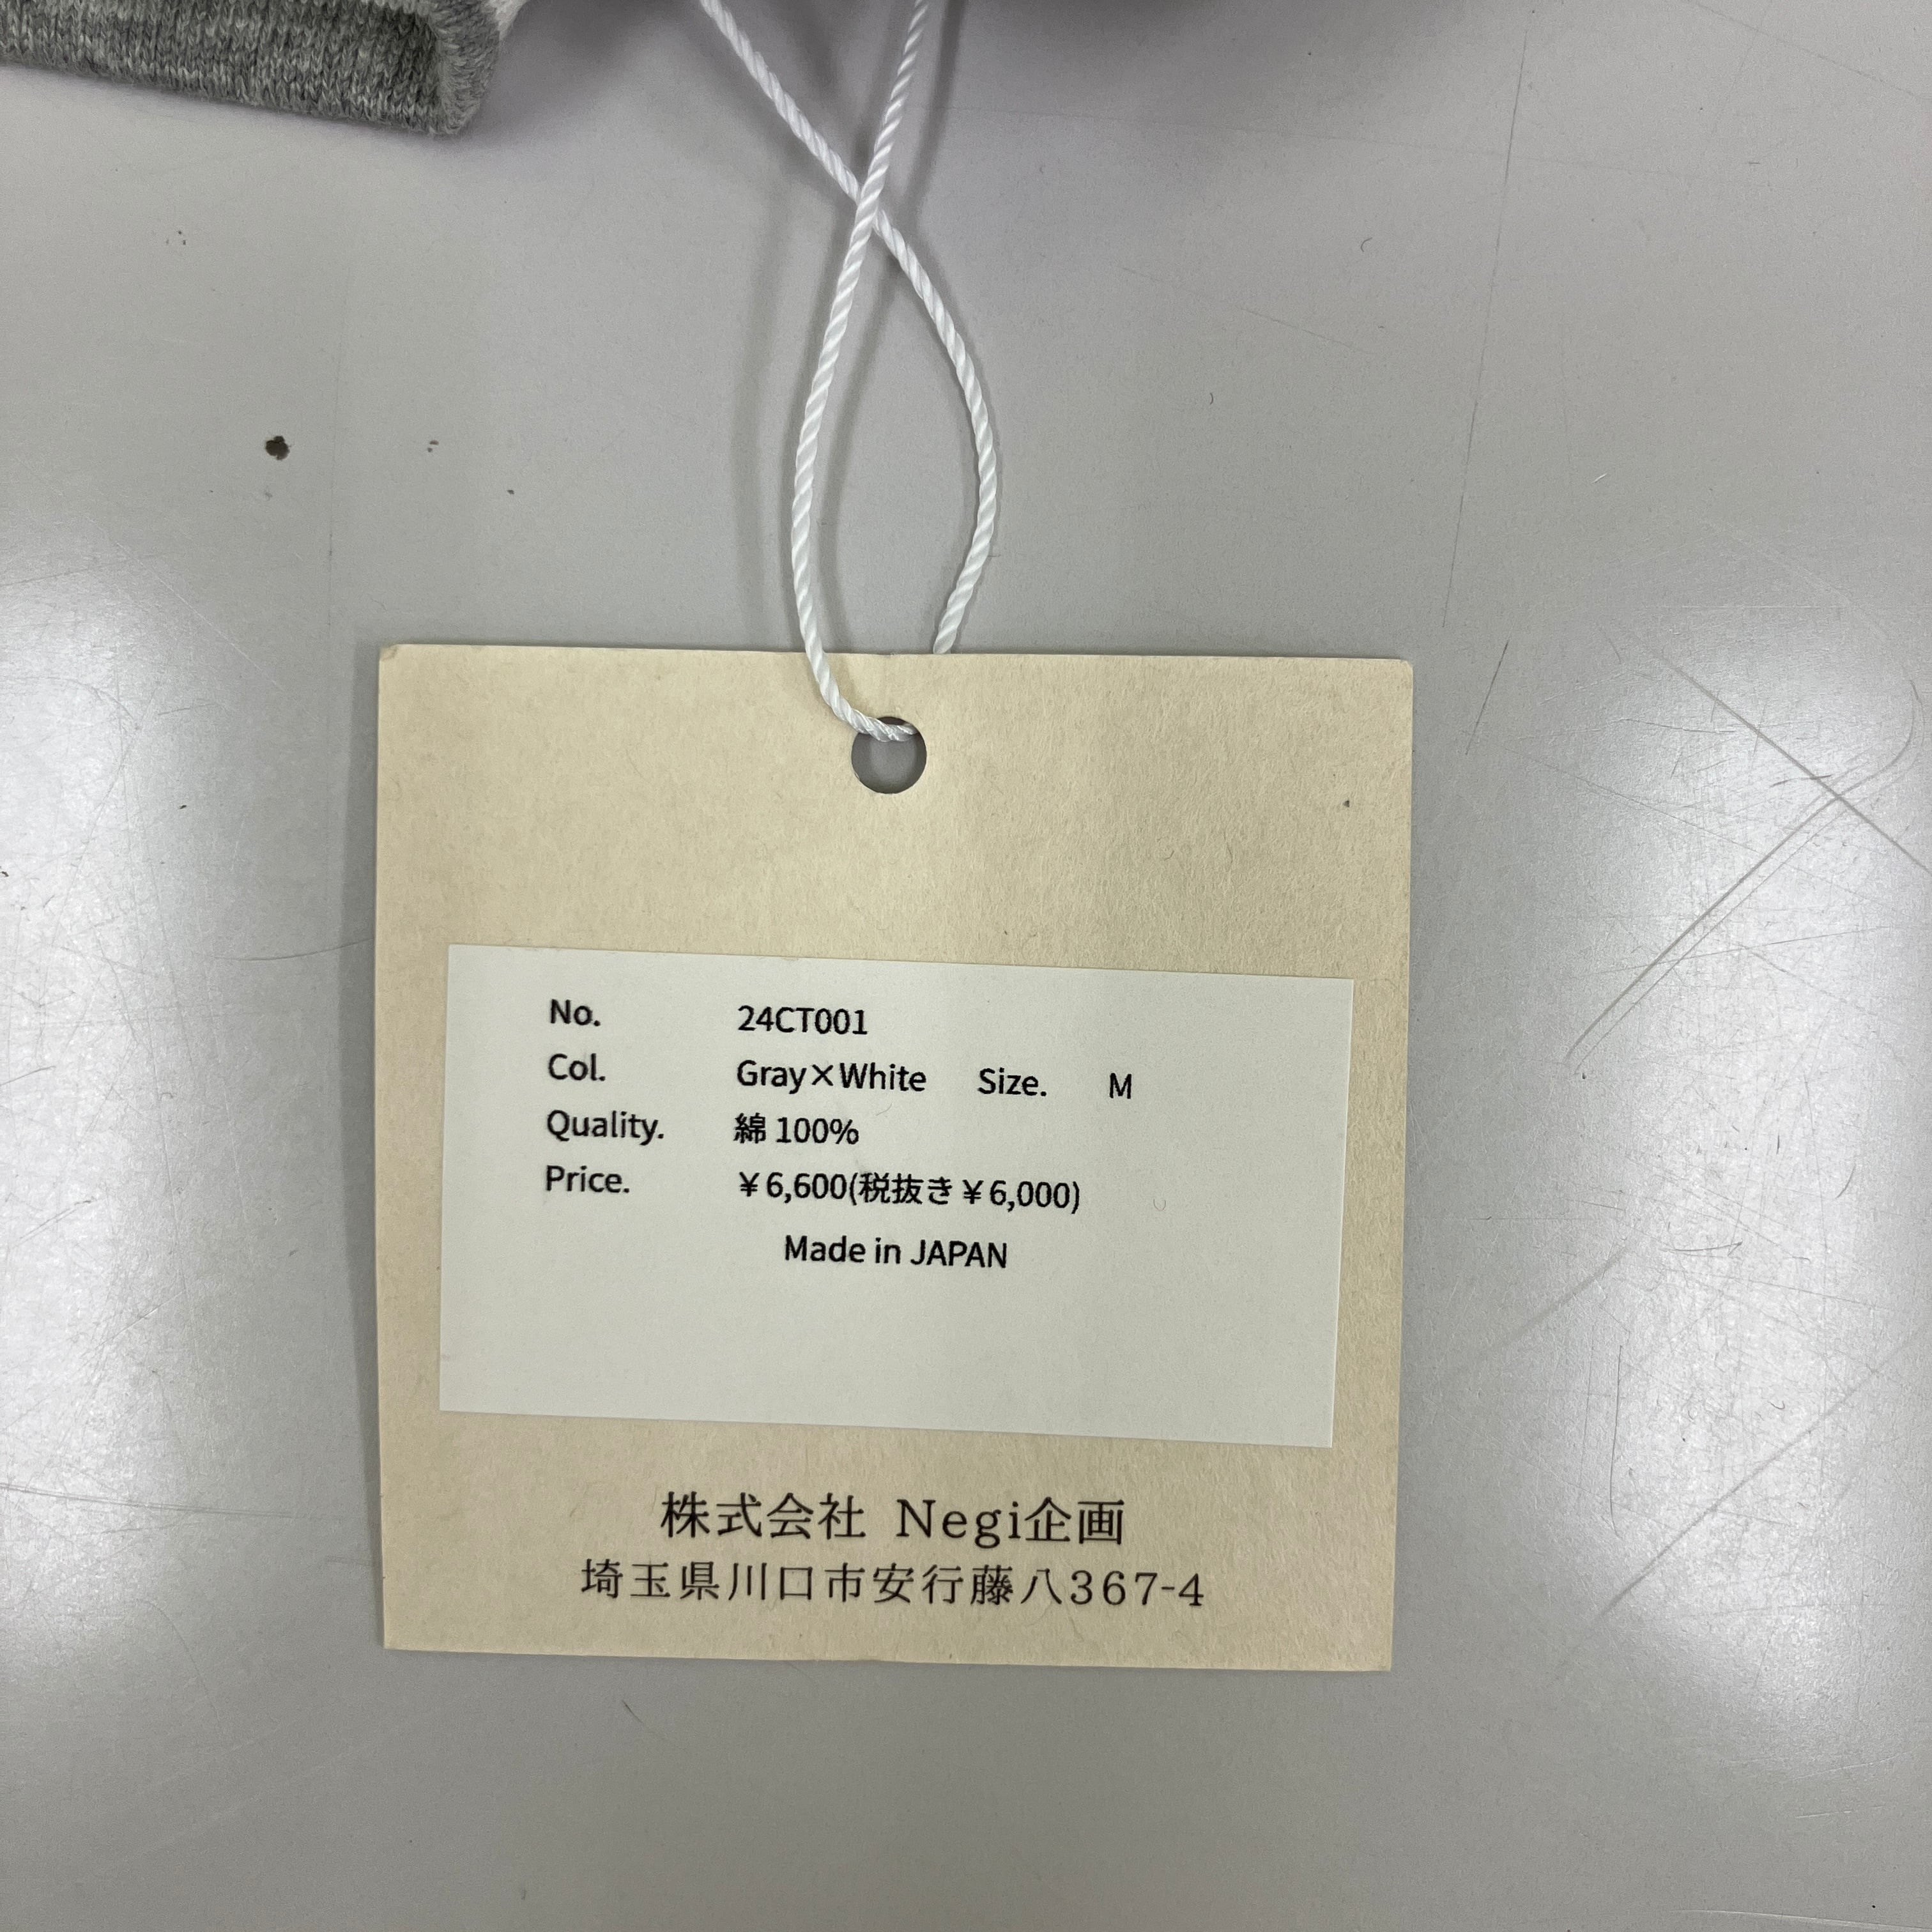 No. 24CT001
Col. Gray×White Size. M
Quality. 綿 100%
Price. ¥6,600(税抜き¥6,000)
Made in JAPAN
株式会社 Negi企画
埼玉県川口市安行藤八367-4